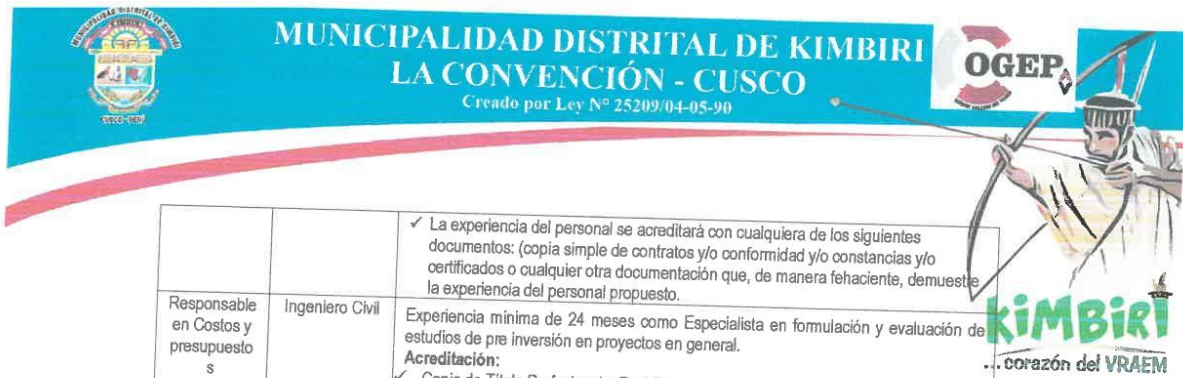 MUNICIPALIDAD DISTRITAL DE KIMBIRI
LA CONVENCIÓN - CUSCO
Creado por Ley Nº 25209/04-05-90
OGEP
CUSCO - PERÚ
✓ La experiencia del personal se acreditará con cualquiera de los siguientes
documentos: (copia simple de contratos y/o conformidad y/o constancias y/o
certificados o cualquier otra documentación que, de manera fehaciente, demuestre
la experiencia del personal propuesto.
Responsable
en Costos y
presupuesto
s
Ingeniero Civil
Experiencia mínima de 24 meses como Especialista en formulación y evaluación de
estudios de pre inversión en proyectos en general.
Acreditación:
KiMBiRi
...corazón del VRAEM